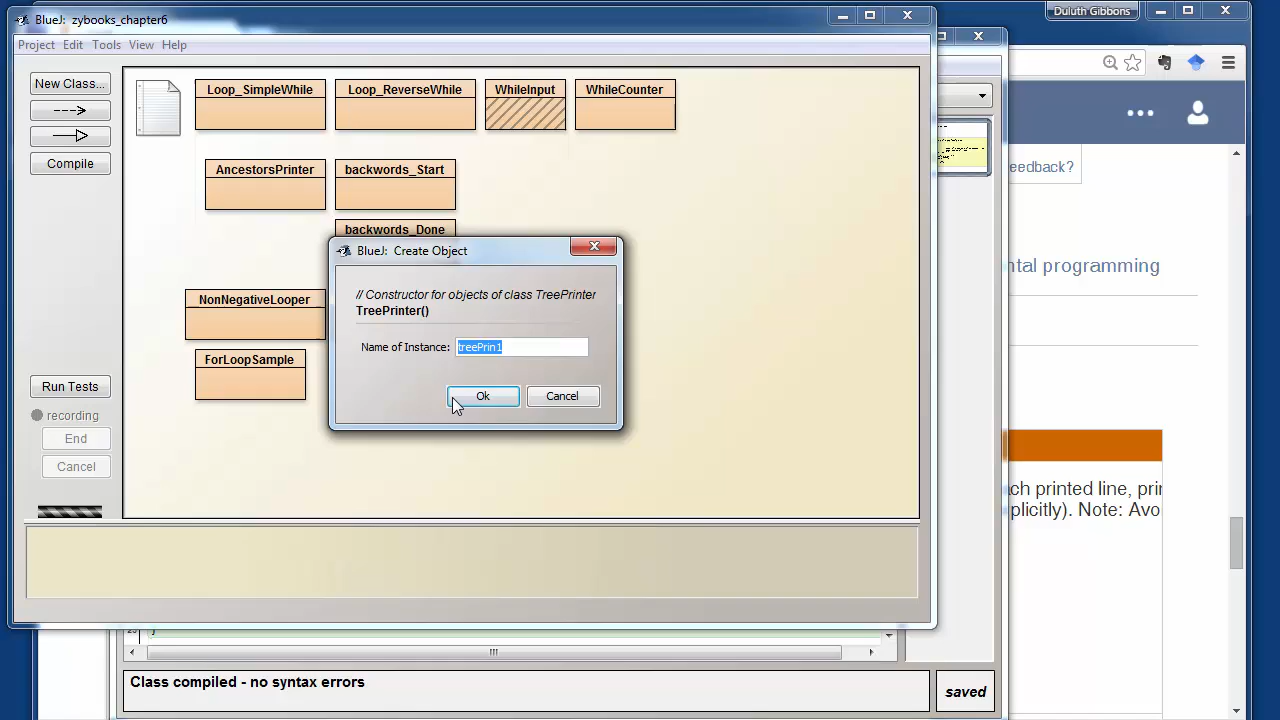 BlueJ: zybooks_chapter6
Duluth Gibbons
Project Edit Tools View Help
New Class...
Compile
Loop_SimpleWhile
Loop_ReverseWhile
WhileInput
WhileCounter
AncestorsPrinter
backwords_Start
backwords_Done
NonNegativeLooper
ForLoopSample
BlueJ: Create Object
// Constructor for objects of class TreePrinter
TreePrinter()
Name of Instance: treePrin1
Ok
Cancel
Run Tests
recording
End
Cancel
eedback?
ntal programming
ch printed line, prin
plicitly). Note: Avo
Class compiled - no syntax errors
saved